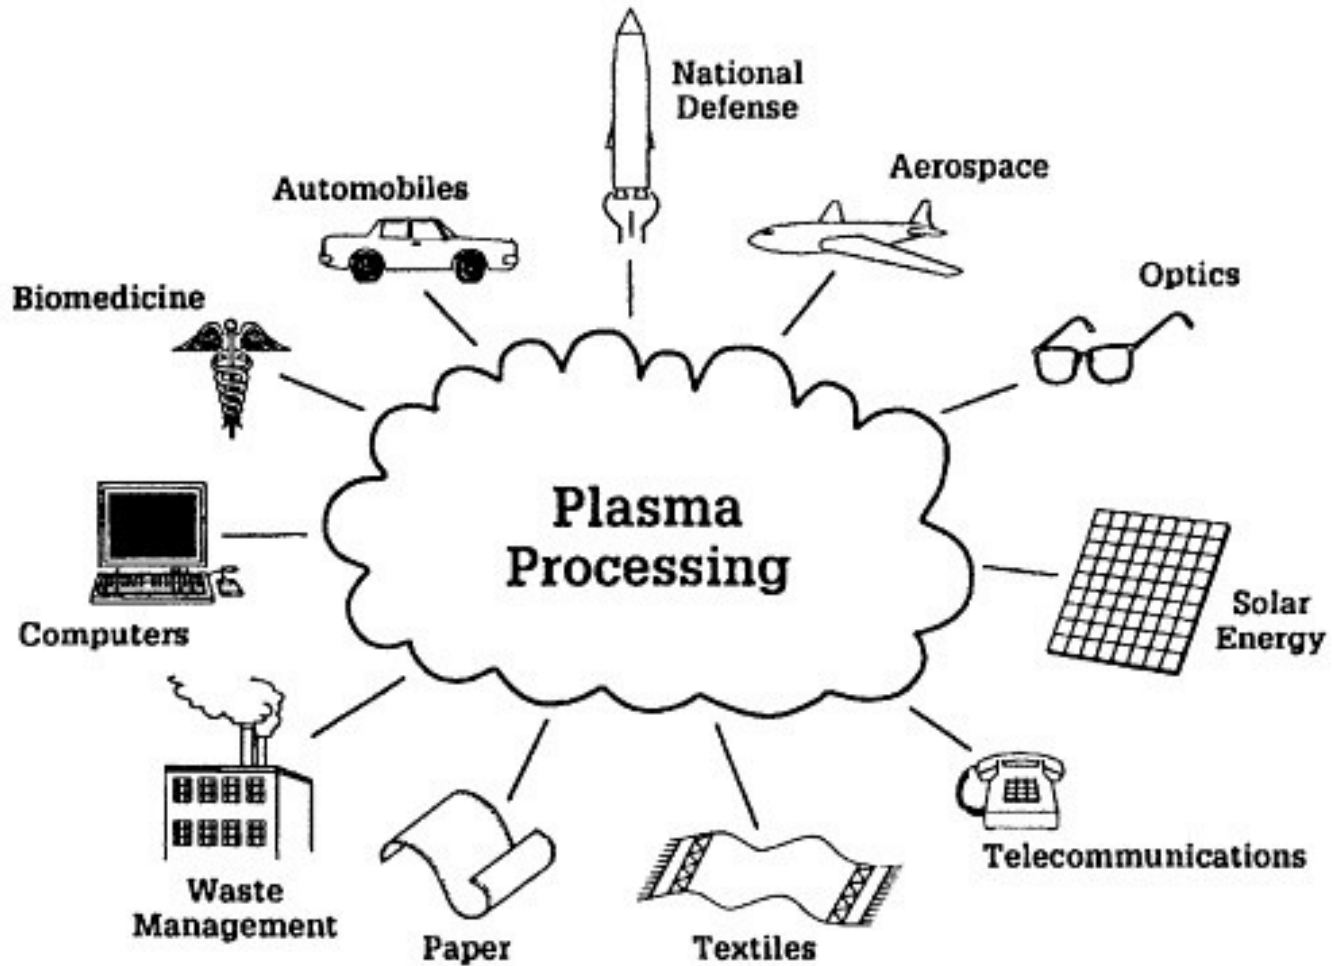 National
Defense
Aerospace
Automobiles
Optics
Biomedicine
Plasma
Processing
Solar
Energy
Computers
Telecommunications
Waste
Management
Paper
Textiles